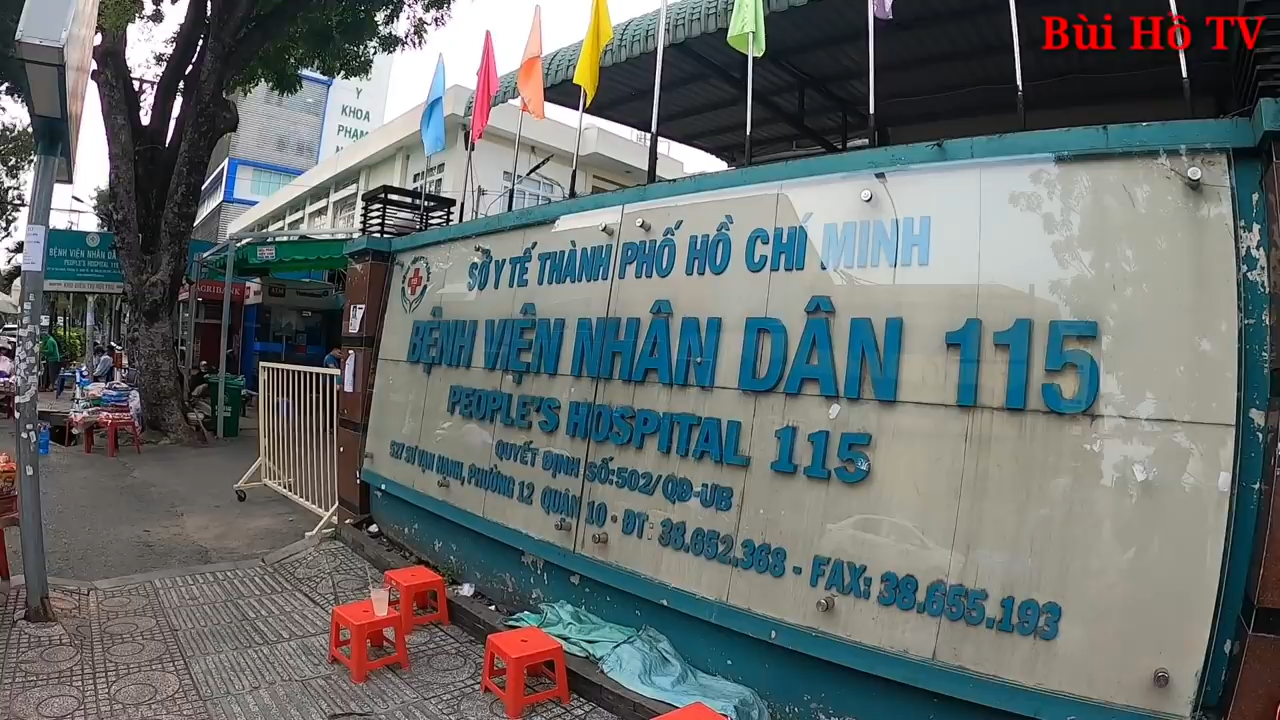 Bùi Hồ TV
Y
KHOA
PHẠM
BỆNH VIỆN NHÂN DÂ
PEOPLE'S HOSPITAL 115
AGRIBANK
ATM
SỞ Y TẾ THÀNH PHỐ HỒ CHÍ MINH
115
BỆNH VIỆN NHÂN DÂN 115
PEOPLE'S HOSPITAL 115
QUYẾT ĐỊNH SỐ:502/QĐ-UB
527 SƯ VẠN HẠNH, PHƯỜNG 12 QUẬN 10 - ĐT: 38.652.368 - FAX: 38.655.193